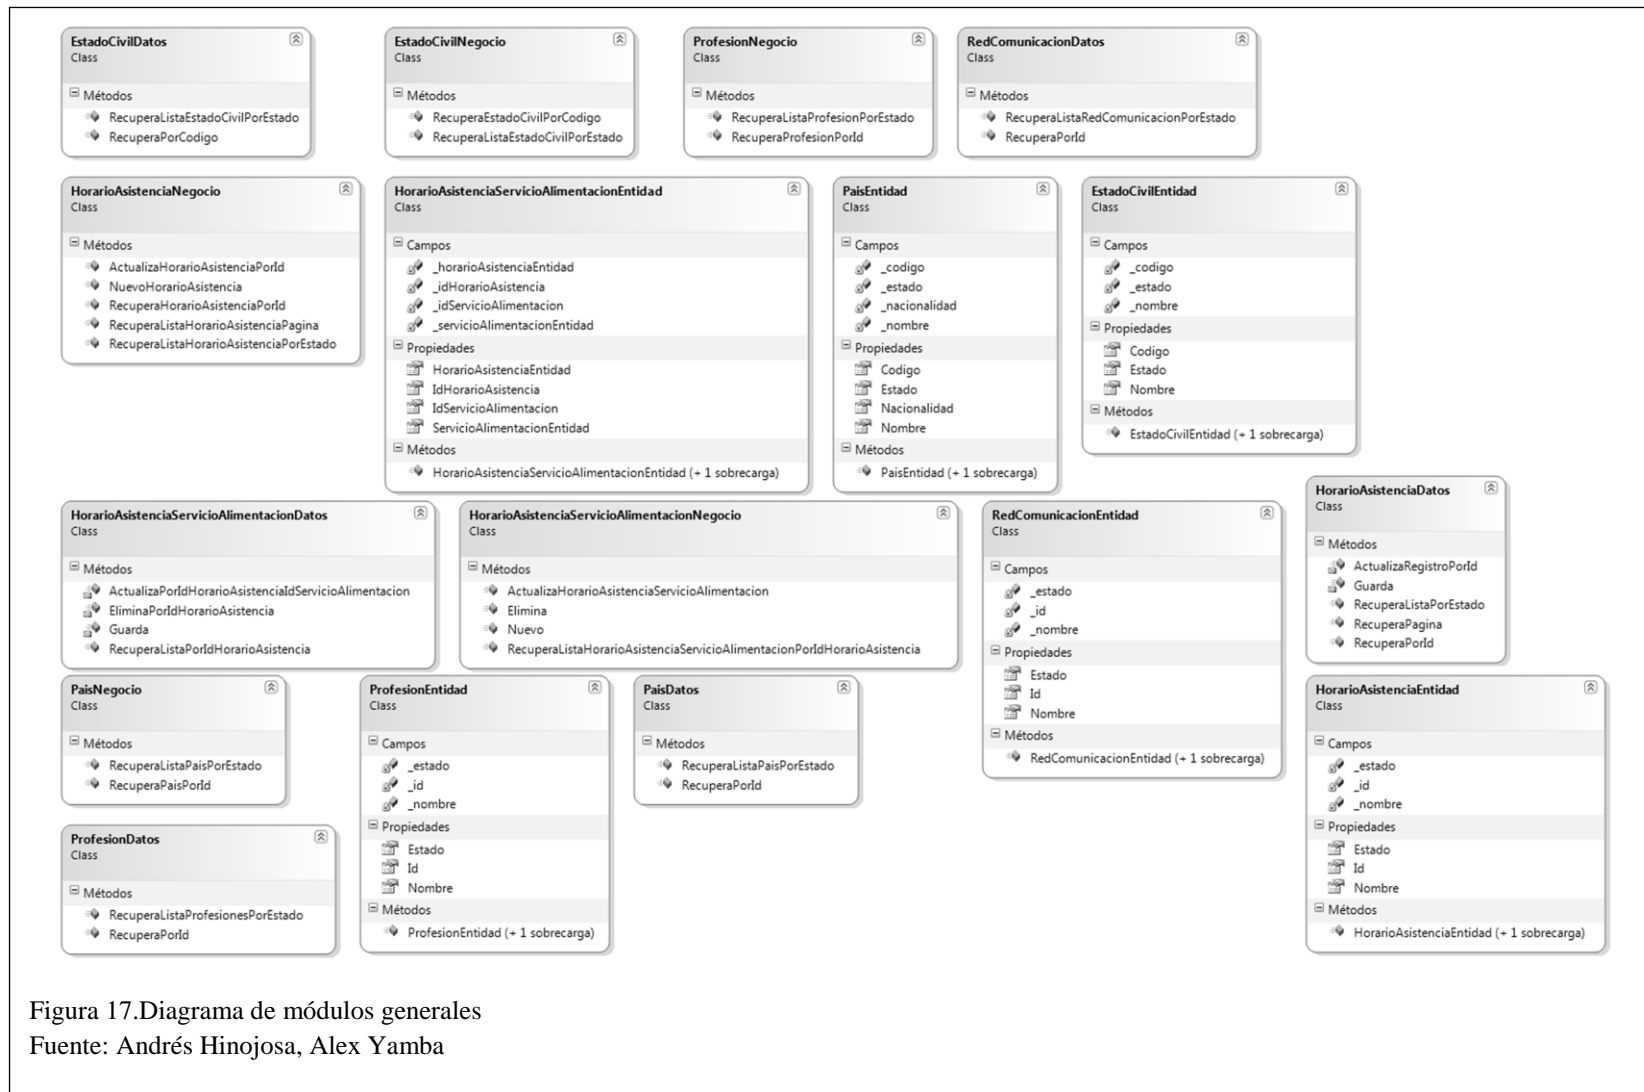 EstadoCivilDatos
Class
Métodos
RecuperaListaEstadoCivilPorEstado
RecuperaPorCodigo
EstadoCivilNegocio
Class
Métodos
RecuperaEstadoCivilPorCodigo
RecuperaListaEstadoCivilPorEstado
ProfesionNegocio
Class
Métodos
RecuperaListaProfesionPorEstado
RecuperaProfesionPorId
RedComunicacionDatos
Class
Métodos
RecuperaListaRedComunicacionPorEstado
RecuperaPorId
HorarioAsistenciaNegocio
Class
Métodos
ActualizaHorarioAsistenciaPorId
NuevoHorarioAsistencia
RecuperaHorarioAsistenciaPorId
RecuperaListaHorarioAsistenciaPagina
RecuperaListaHorarioAsistenciaPorEstado
HorarioAsistenciaServicioAlimentacionEntidad
Class
Campos
_horarioAsistenciaEntidad
_idHorarioAsistencia
_idServicioAlimentacion
_servicioAlimentacionEntidad
Propiedades
HorarioAsistenciaEntidad
IdHorarioAsistencia
IdServicioAlimentacion
ServicioAlimentacionEntidad
Métodos
HorarioAsistenciaServicioAlimentacionEntidad (+ 1 sobrecarga)
PaisEntidad
Class
Campos
_codigo
_estado
_nacionalidad
_nombre
Propiedades
Codigo
Estado
Nacionalidad
Nombre
Métodos
PaisEntidad (+ 1 sobrecarga)
EstadoCivilEntidad
Class
Campos
_codigo
_estado
_nombre
Propiedades
Codigo
Estado
Nombre
Métodos
EstadoCivilEntidad (+ 1 sobrecarga)
HorarioAsistenciaServicioAlimentacionDatos
Class
Métodos
ActualizaPorIdHorarioAsistenciaIdServicioAlimentacion
EliminaPorIdHorarioAsistencia
Guarda
RecuperaListaPorIdHorarioAsistencia
HorarioAsistenciaServicioAlimentacionNegocio
Class
Métodos
ActualizaHorarioAsistenciaServicioAlimentacion
Elimina
Nuevo
RecuperaListaHorarioAsistenciaServicioAlimentacionPorIdHorarioAsistencia
RedComunicacionEntidad
Class
Campos
_estado
_id
_nombre
Propiedades
Estado
Id
Nombre
Métodos
RedComunicacionEntidad (+ 1 sobrecarga)
HorarioAsistenciaDatos
Class
Métodos
ActualizaRegistroPorId
Guarda
RecuperaListaPorEstado
RecuperaPagina
RecuperaPorId
PaisNegocio
Class
Métodos
RecuperaListaPaisPorEstado
RecuperaPaisPorId
ProfesionEntidad
Class
Campos
_estado
_id
_nombre
Propiedades
Estado
Id
Nombre
Métodos
ProfesionEntidad (+ 1 sobrecarga)
PaisDatos
Class
Métodos
RecuperaListaPaisPorEstado
RecuperaPorId
HorarioAsistenciaEntidad
Class
Campos
_estado
_id
_nombre
Propiedades
Estado
Id
Nombre
Métodos
HorarioAsistenciaEntidad (+ 1 sobrecarga)
ProfesionDatos
Class
Métodos
RecuperaListaProfesionesPorEstado
RecuperaPorId
Figura 17.Diagrama de módulos generales
Fuente: Andrés Hinojosa, Alex Yamba